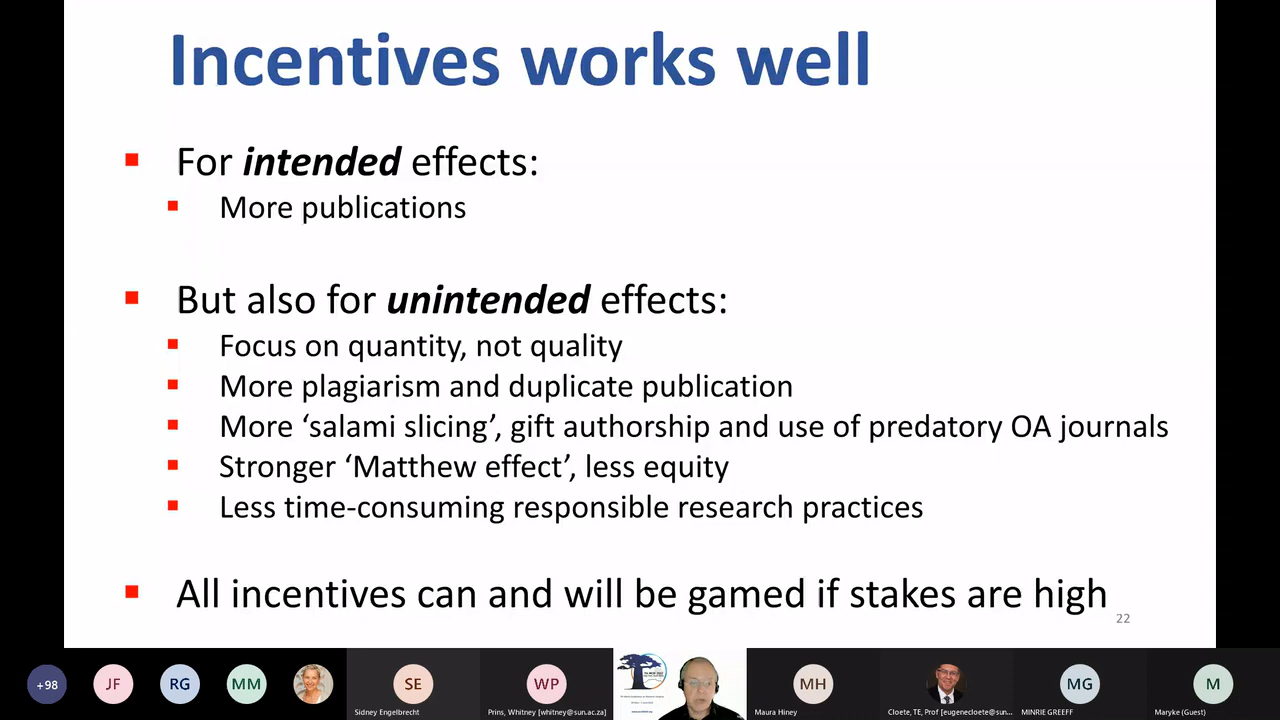 Incentives works well
For intended effects:
More publications
But also for unintended effects:
Focus on quantity, not quality
More plagiarism and duplicate publication
More ‘salami slicing’, gift authorship and use of predatory OA journals
Stronger ‘Matthew effect’, less equity
Less time-consuming responsible research practices
All incentives can and will be gamed if stakes are high
22
+98
JF
RG
MM
SE
WP
MH
MG
M
Sidney Engelbrecht
Prins, Whitney [whitney@sun.ac.za]
Maura Hiney
Cloete, TE, Prof [eugenecloete@sun...
MINRIE GREEFF
Maryke (Guest)